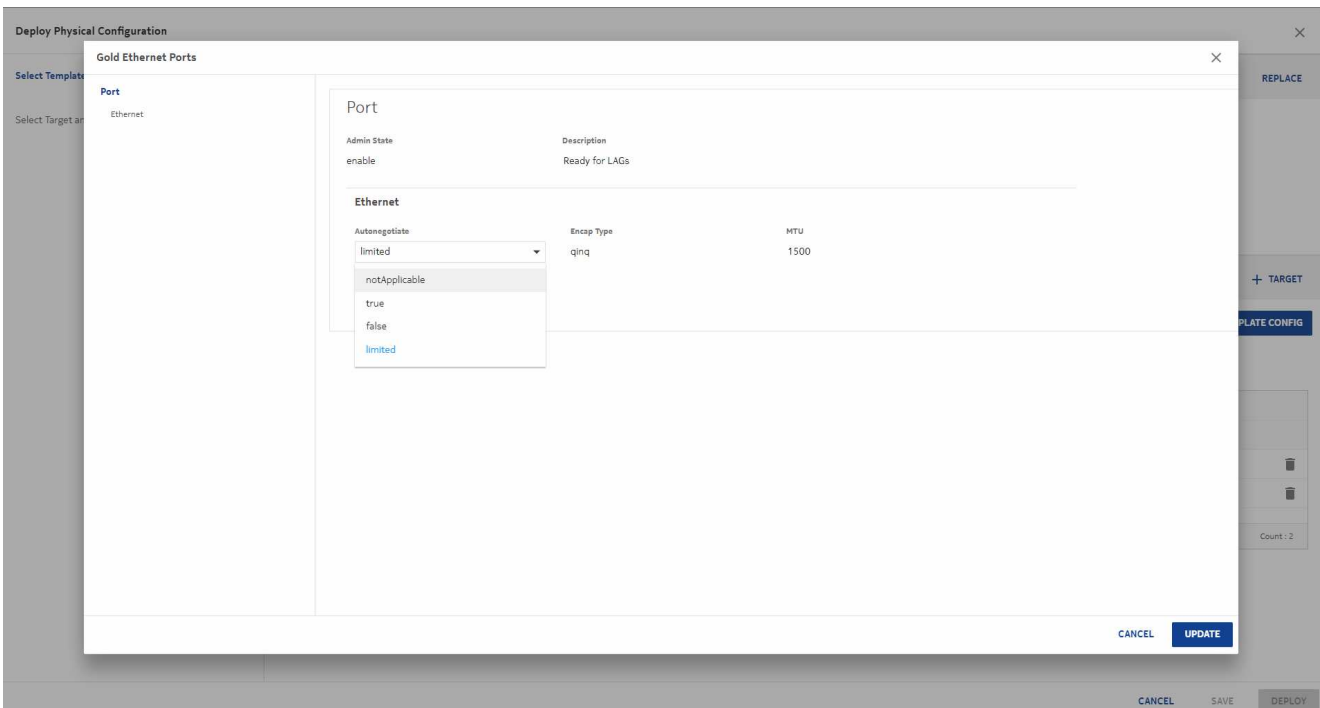 Deploy Physical Configuration
Gold Ethernet Ports
Select Template
REPLACE
Port
Ethernet
Select Target an
Port
Admin State Description
enable Ready for LAGs
Ethernet
Autonegotiate Encap Type MTU
limited qinq 1500
notApplicable
true
false
limited
+ TARGET
PLATE CONFIG
Count : 2
CANCEL UPDATE
CANCEL SAVE DEPLOY